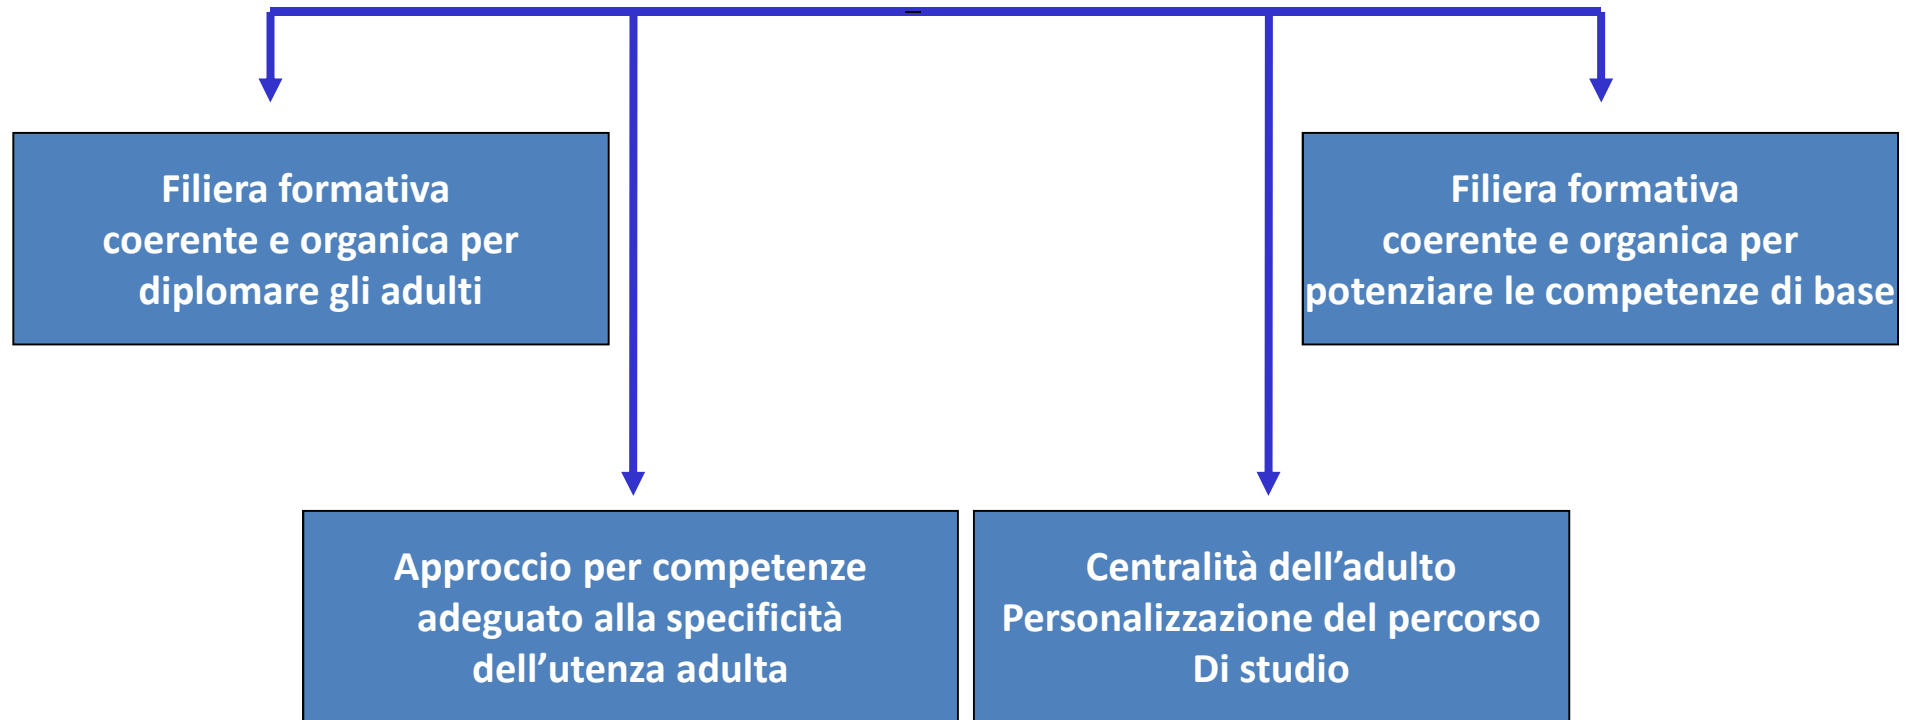 Filiera formativa
coerente e organica per
diplomare gli adulti
Filiera formativa
coerente e organica per
potenziare le competenze di base
Approccio per competenze
adeguato alla specificità
dell’utenza adulta
Centralità dell’adulto
Personalizzazione del percorso
Di studio